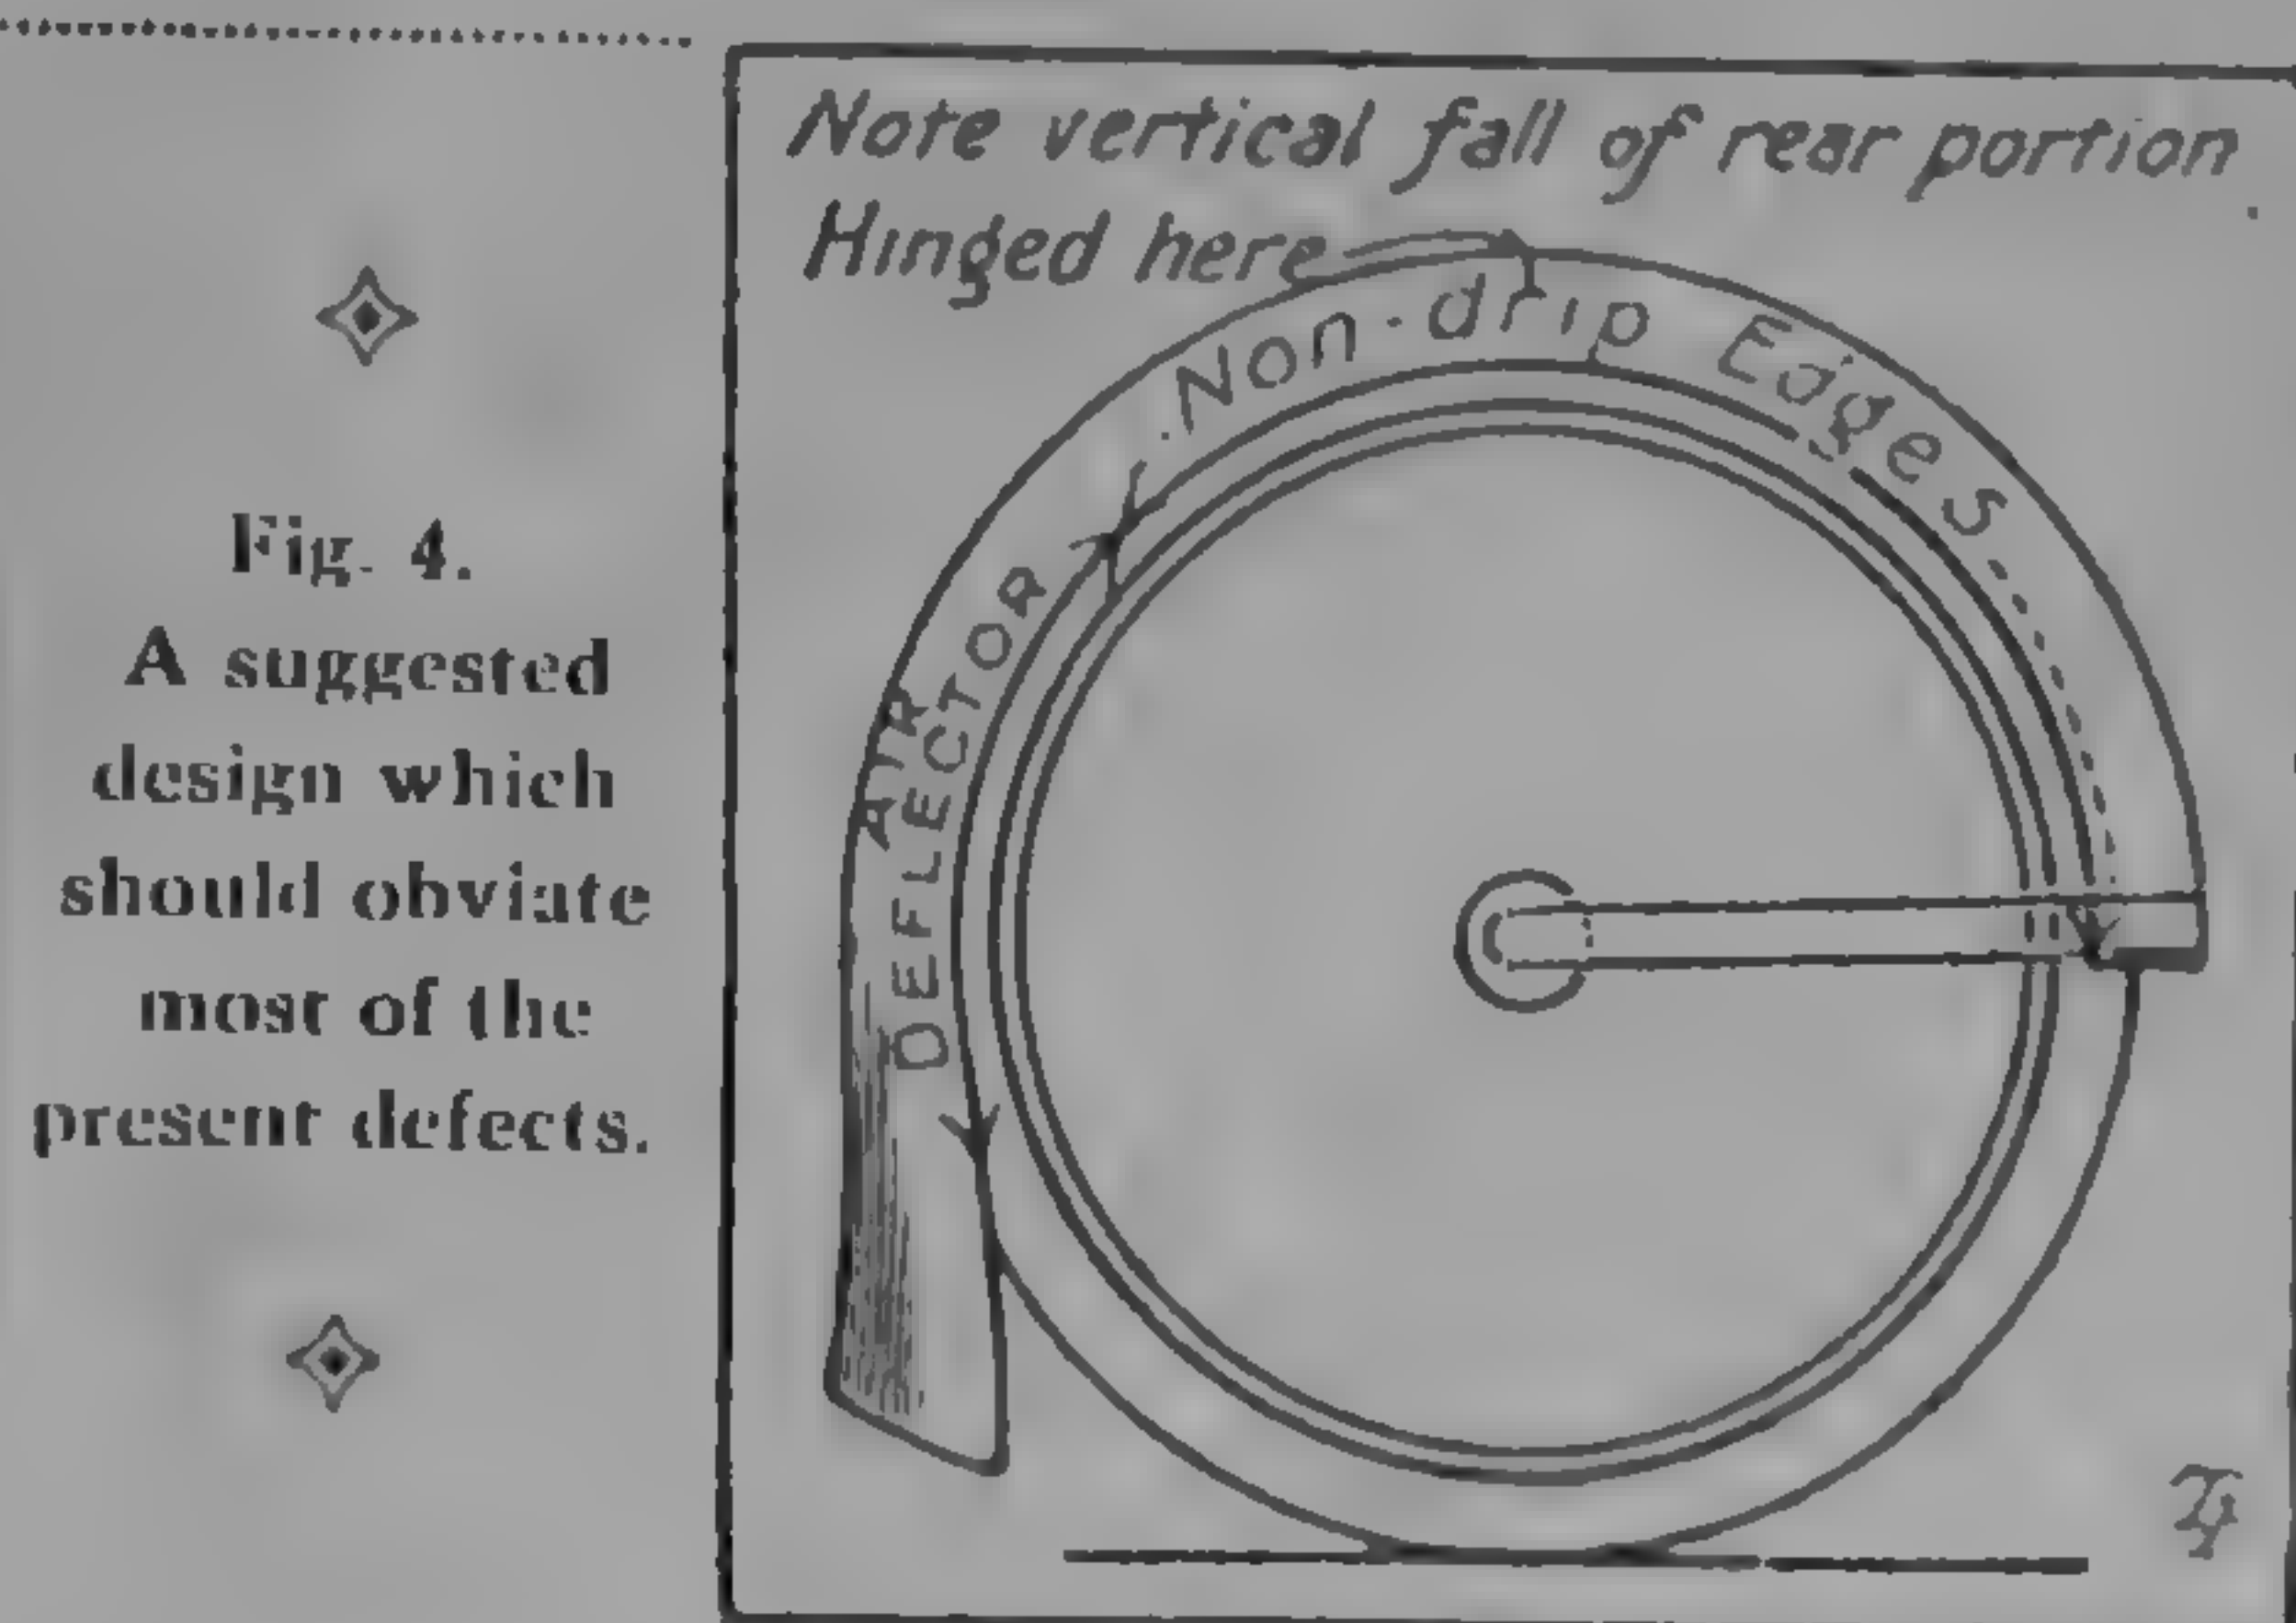 Fig. 4.
A suggested
design which
should obviate
most of the
present defects.
Note vertical fall of rear portion.
Hinged here
Non-drip Edges
AIR
DEFLECTOR